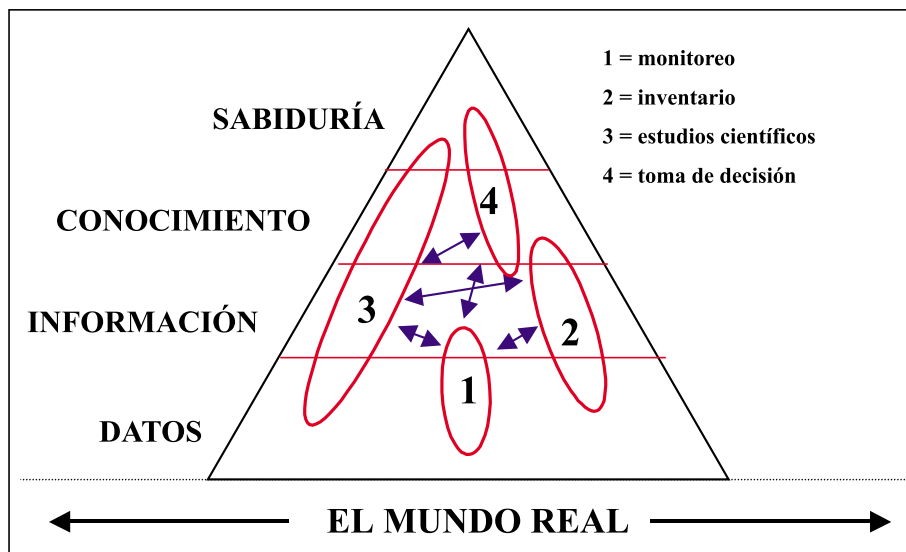 1 = monitoreo
2 = inventario
3 = estudios científicos
4 = toma de decisión
SABIDURÍA
CONOCIMIENTO
INFORMACIÓN
DATOS
4
3
2
1
EL MUNDO REAL